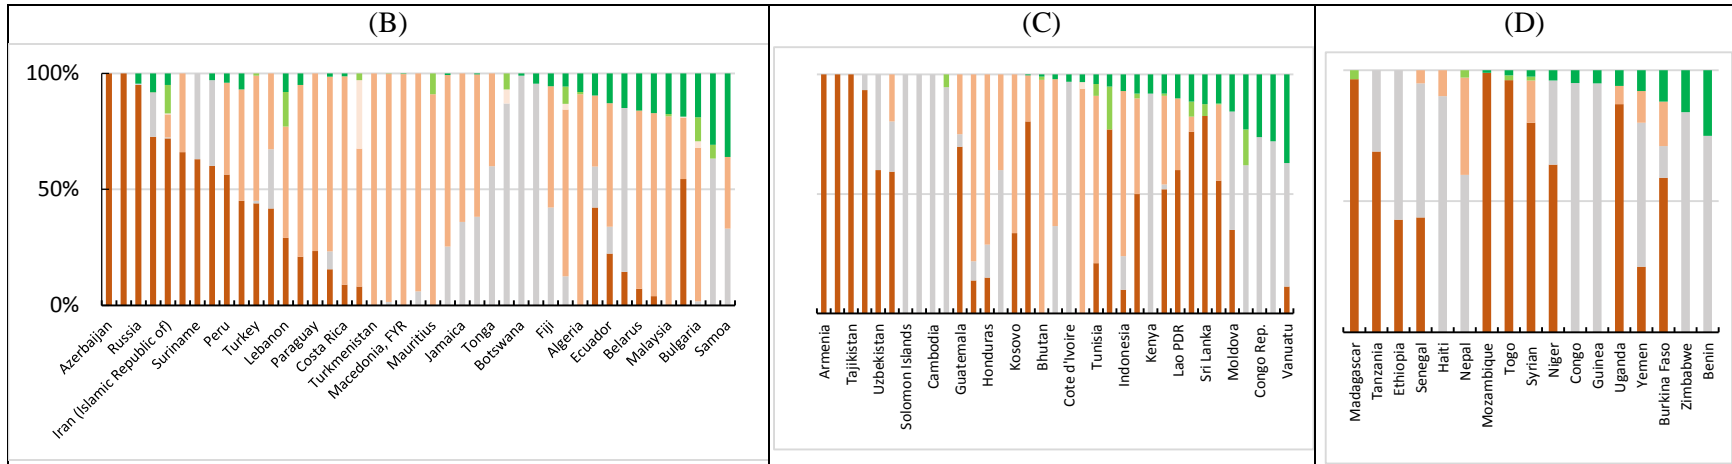 (B)
(C)
(D)
100%
50%
0%
Azerbaijan
Russia
Iran (Islamic Republic of)
Suriname
Peru
Turkey
Lebanon
Paraguay
Costa Rica
Turkmenistan
Macedonia, FYR
Mauritius
Jamaica
Tonga
Botswana
Fiji
Algeria
Ecuador
Belarus
Malaysia
Bulgaria
Samoa
Armenia
Tajikistan
Uzbekistan
Solomon Islands
Cambodia
Guatemala
Honduras
Kosovo
Bhutan
Cote d'Ivoire
Tunisia
Indonesia
Kenya
Lao PDR
Sri Lanka
Moldova
Congo Rep.
Vanuatu
Madagascar
Tanzania
Ethiopia
Senegal
Haiti
Nepal
Mozambique
Togo
Syrian
Niger
Congo
Guinea
Uganda
Yemen
Burkina Faso
Zimbabwe
Benin